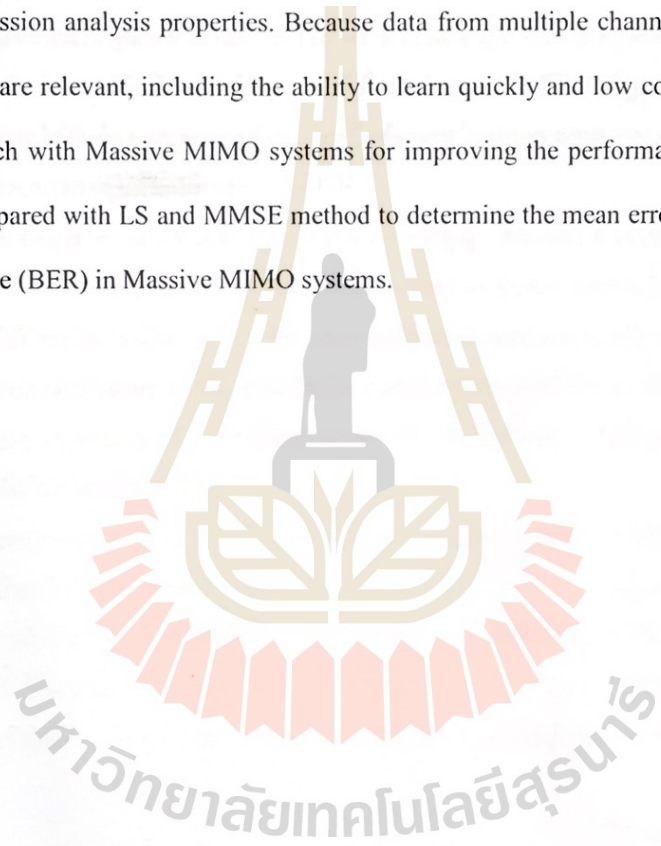 ssion analysis properties. Because data from multiple chann
are relevant, including the ability to learn quickly and low co
ch with Massive MIMO systems for improving the performa
pared with LS and MMSE method to determine the mean erro
e (BER) in Massive MIMO systems.
มหาวิทยาลัยเทคโนโลยีสุรนารี